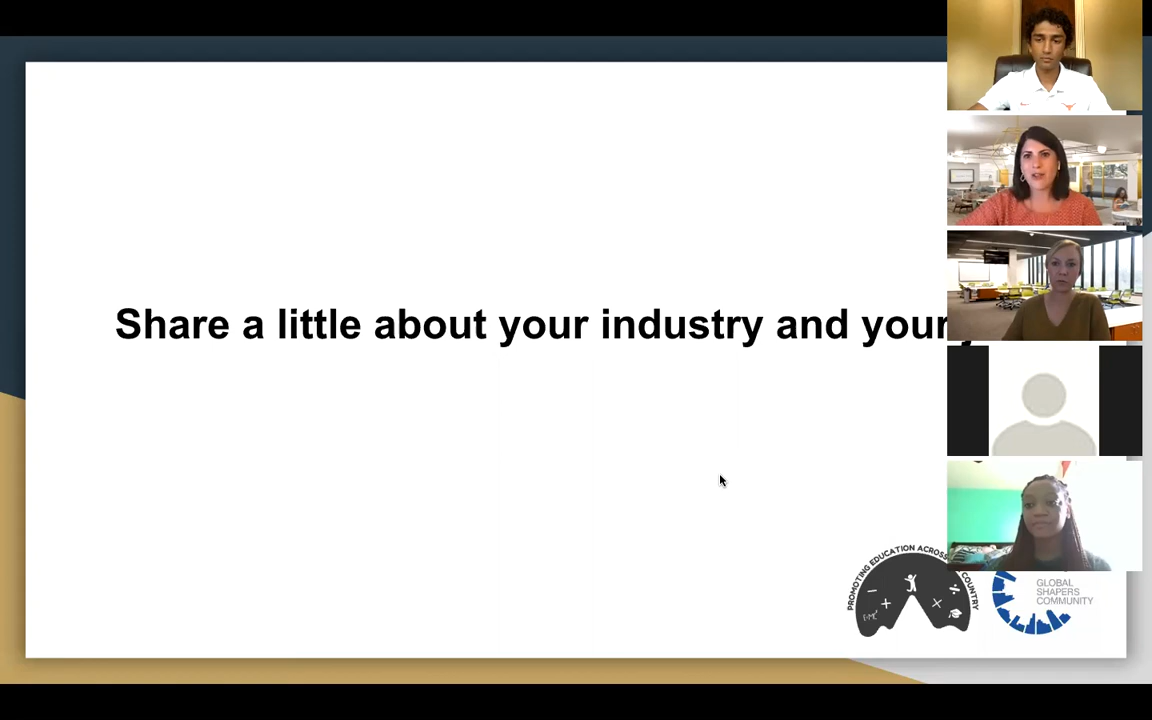 Share a little about your industry and your
PROMOTING EDUCATION ACROSS
COUNTRY
GLOBAL
SHAPERS
COMMUNITY